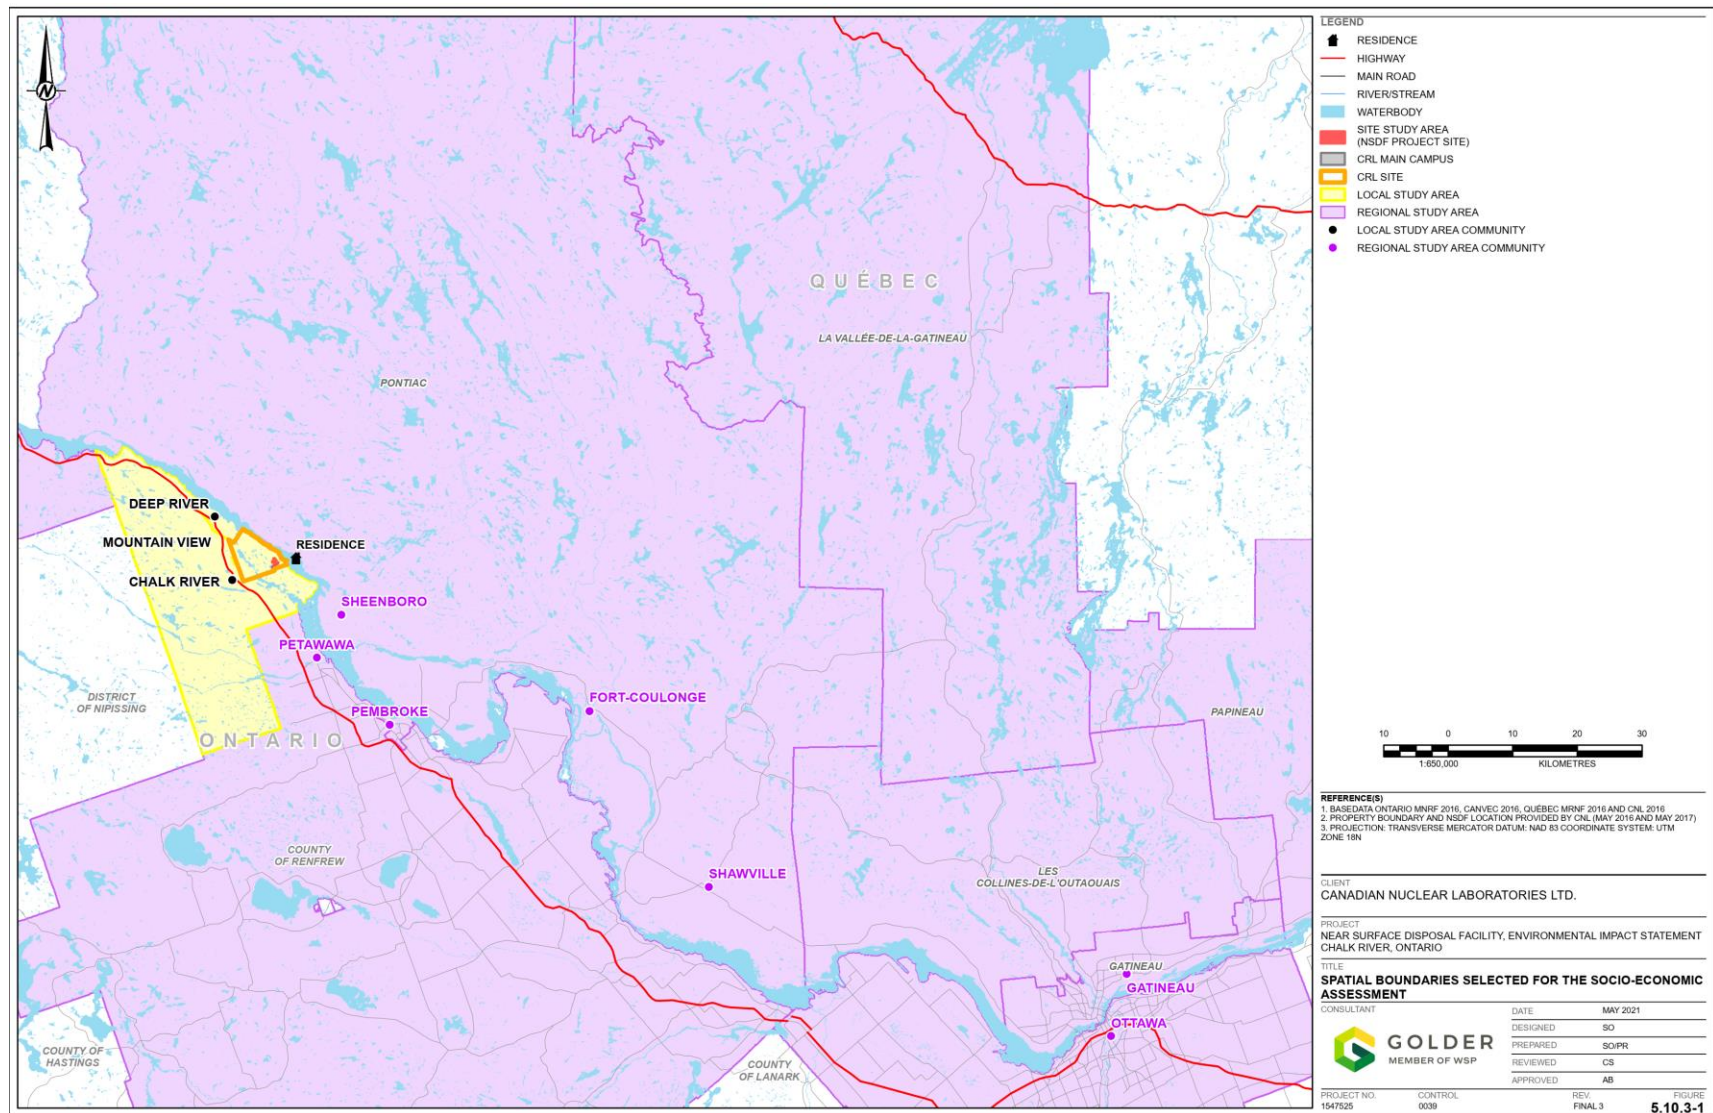 N
QUÉBEC
LA VALLÉE-DE-LA-GATINEAU
PONTIAC
DEEP RIVER
MOUNTAIN VIEW
RESIDENCE
CHALK RIVER
SHEENBORO
PETAWAWA
DISTRICT
OF NIPISSING
FORT-COULONGE
PEMBROKE
PAPINEAU
ONTARIO
COUNTY
OF RENFREW
SHAWVILLE
LES
COLLINES-DE-L'OUTAOUAIS
GATINEAU
GATINEAU
OTTAWA
COUNTY OF
HASTINGS
COUNTY
OF LANARK
LEGEND
RESIDENCE
HIGHWAY
MAIN ROAD
RIVER/STREAM
WATERBODY
SITE STUDY AREA
(NSDF PROJECT SITE)
CRL MAIN CAMPUS
CRL SITE
LOCAL STUDY AREA
REGIONAL STUDY AREA
LOCAL STUDY AREA COMMUNITY
REGIONAL STUDY AREA COMMUNITY
10 0 10 20 30
1:650,000 KILOMETRES
REFERENCE(S)
1. BASEDATA ONTARIO MNRF 2016, CANVEC 2016, QUÉBEC MRNF 2016 AND CNL 2016
2. PROPERTY BOUNDARY AND NSDF LOCATION PROVIDED BY CNL (MAY 2016 AND MAY 2017)
3. PROJECTION: TRANSVERSE MERCATOR DATUM: NAD 83 COORDINATE SYSTEM: UTM
ZONE 18N
CLIENT
CANADIAN NUCLEAR LABORATORIES LTD.
PROJECT
NEAR SURFACE DISPOSAL FACILITY, ENVIRONMENTAL IMPACT STATEMENT
CHALK RIVER, ONTARIO
TITLE
SPATIAL BOUNDARIES SELECTED FOR THE SOCIO-ECONOMIC
ASSESSMENT
CONSULTANT
GOLDER
MEMBER OF WSP
DATE MAY 2021
DESIGNED SO
PREPARED SO/PR
REVIEWED CS
APPROVED AB
PROJECT NO. CONTROL REV. FIGURE
1547525 0039 FINAL 3 5.10.3-1